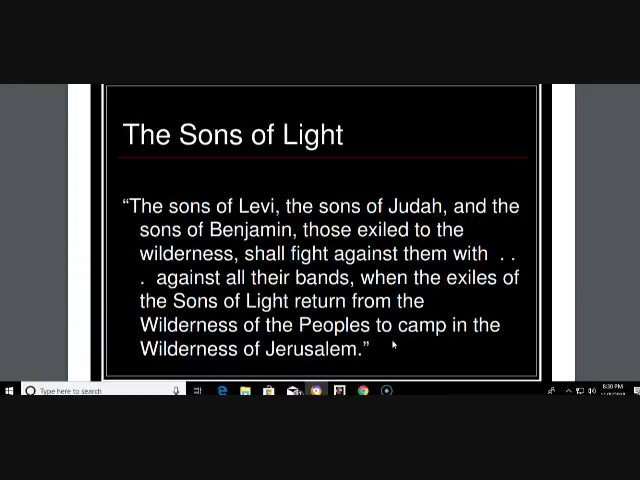 The Sons of Light
“The sons of Levi, the sons of Judah, and the
sons of Benjamin, those exiled to the
wilderness, shall fight against them with . .
. against all their bands, when the exiles of
the Sons of Light return from the
Wilderness of the Peoples to camp in the
Wilderness of Jerusalem.”
Type here to search
8:30 PM